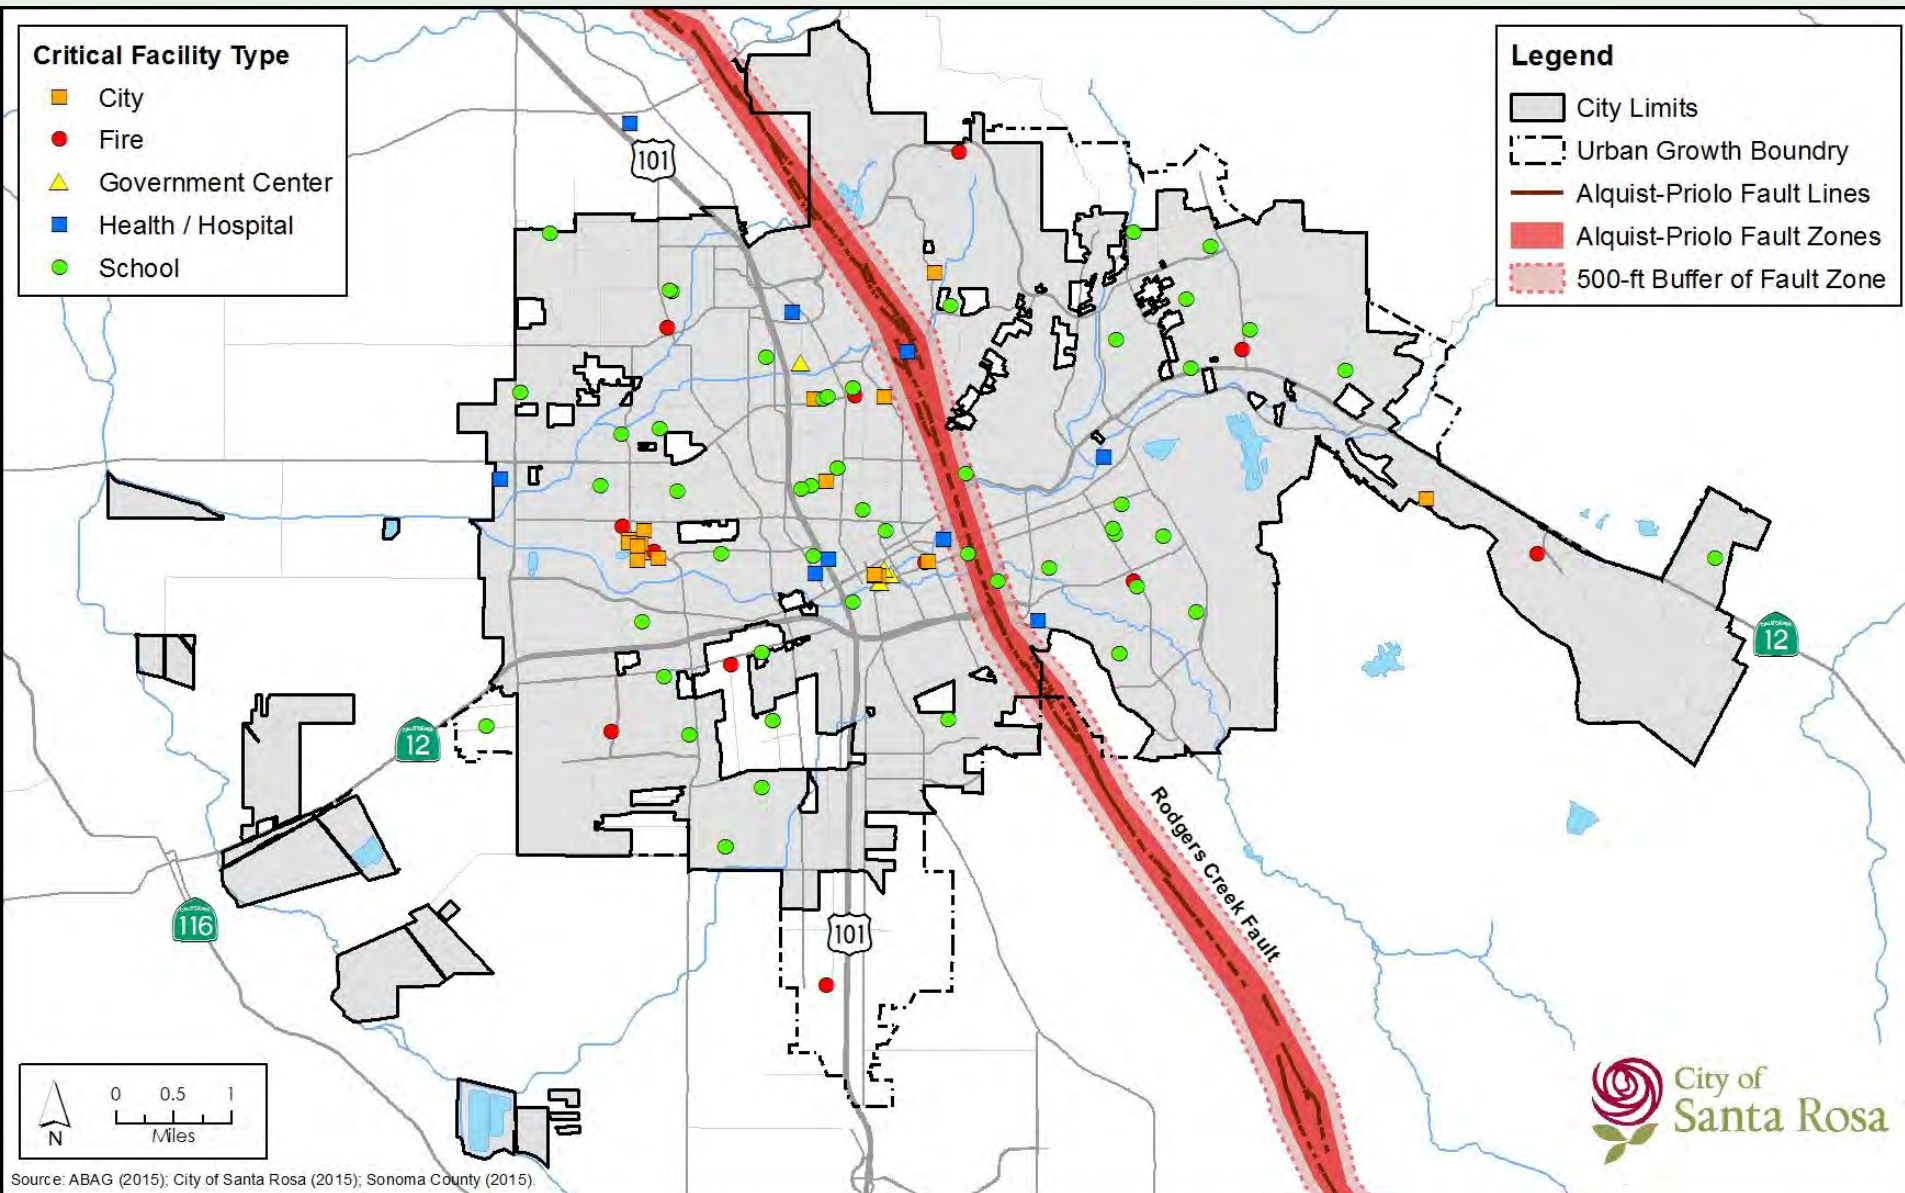 Critical Facility Type
City
Fire
Government Center
Health / Hospital
School
Legend
City Limits
Urban Growth Boundry
Alquist-Priolo Fault Lines
Alquist-Priolo Fault Zones
500-ft Buffer of Fault Zone
101
CALIFORNIA
12
CALIFORNIA
12
CALIFORNIA
116
101
Rodgers Creek Fault
0 0.5 1
Miles
N
City of
Santa Rosa
Source: ABAG (2015); City of Santa Rosa (2015); Sonoma County (2015).